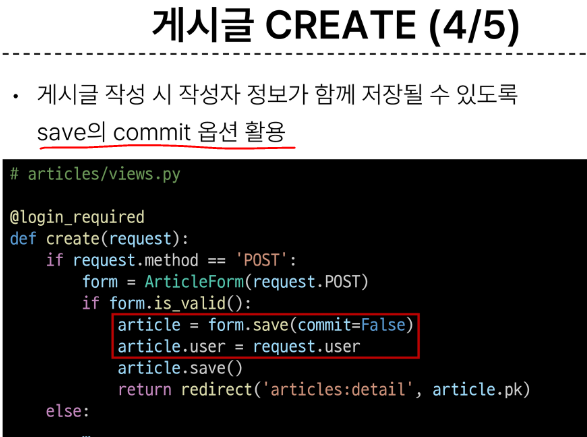 게시글 CREATE (4/5)
• 게시글 작성 시 작성자 정보가 함께 저장될 수 있도록
save의 commit 옵션 활용
# articles/views.py
@login_required
def create(request):
    if request.method == 'POST':
        form = ArticleForm(request.POST)
        if form.is_valid():
            article = form.save(commit=False)
            article.user = request.user
            article.save()
            return redirect('articles:detail', article.pk)
    else:
        …